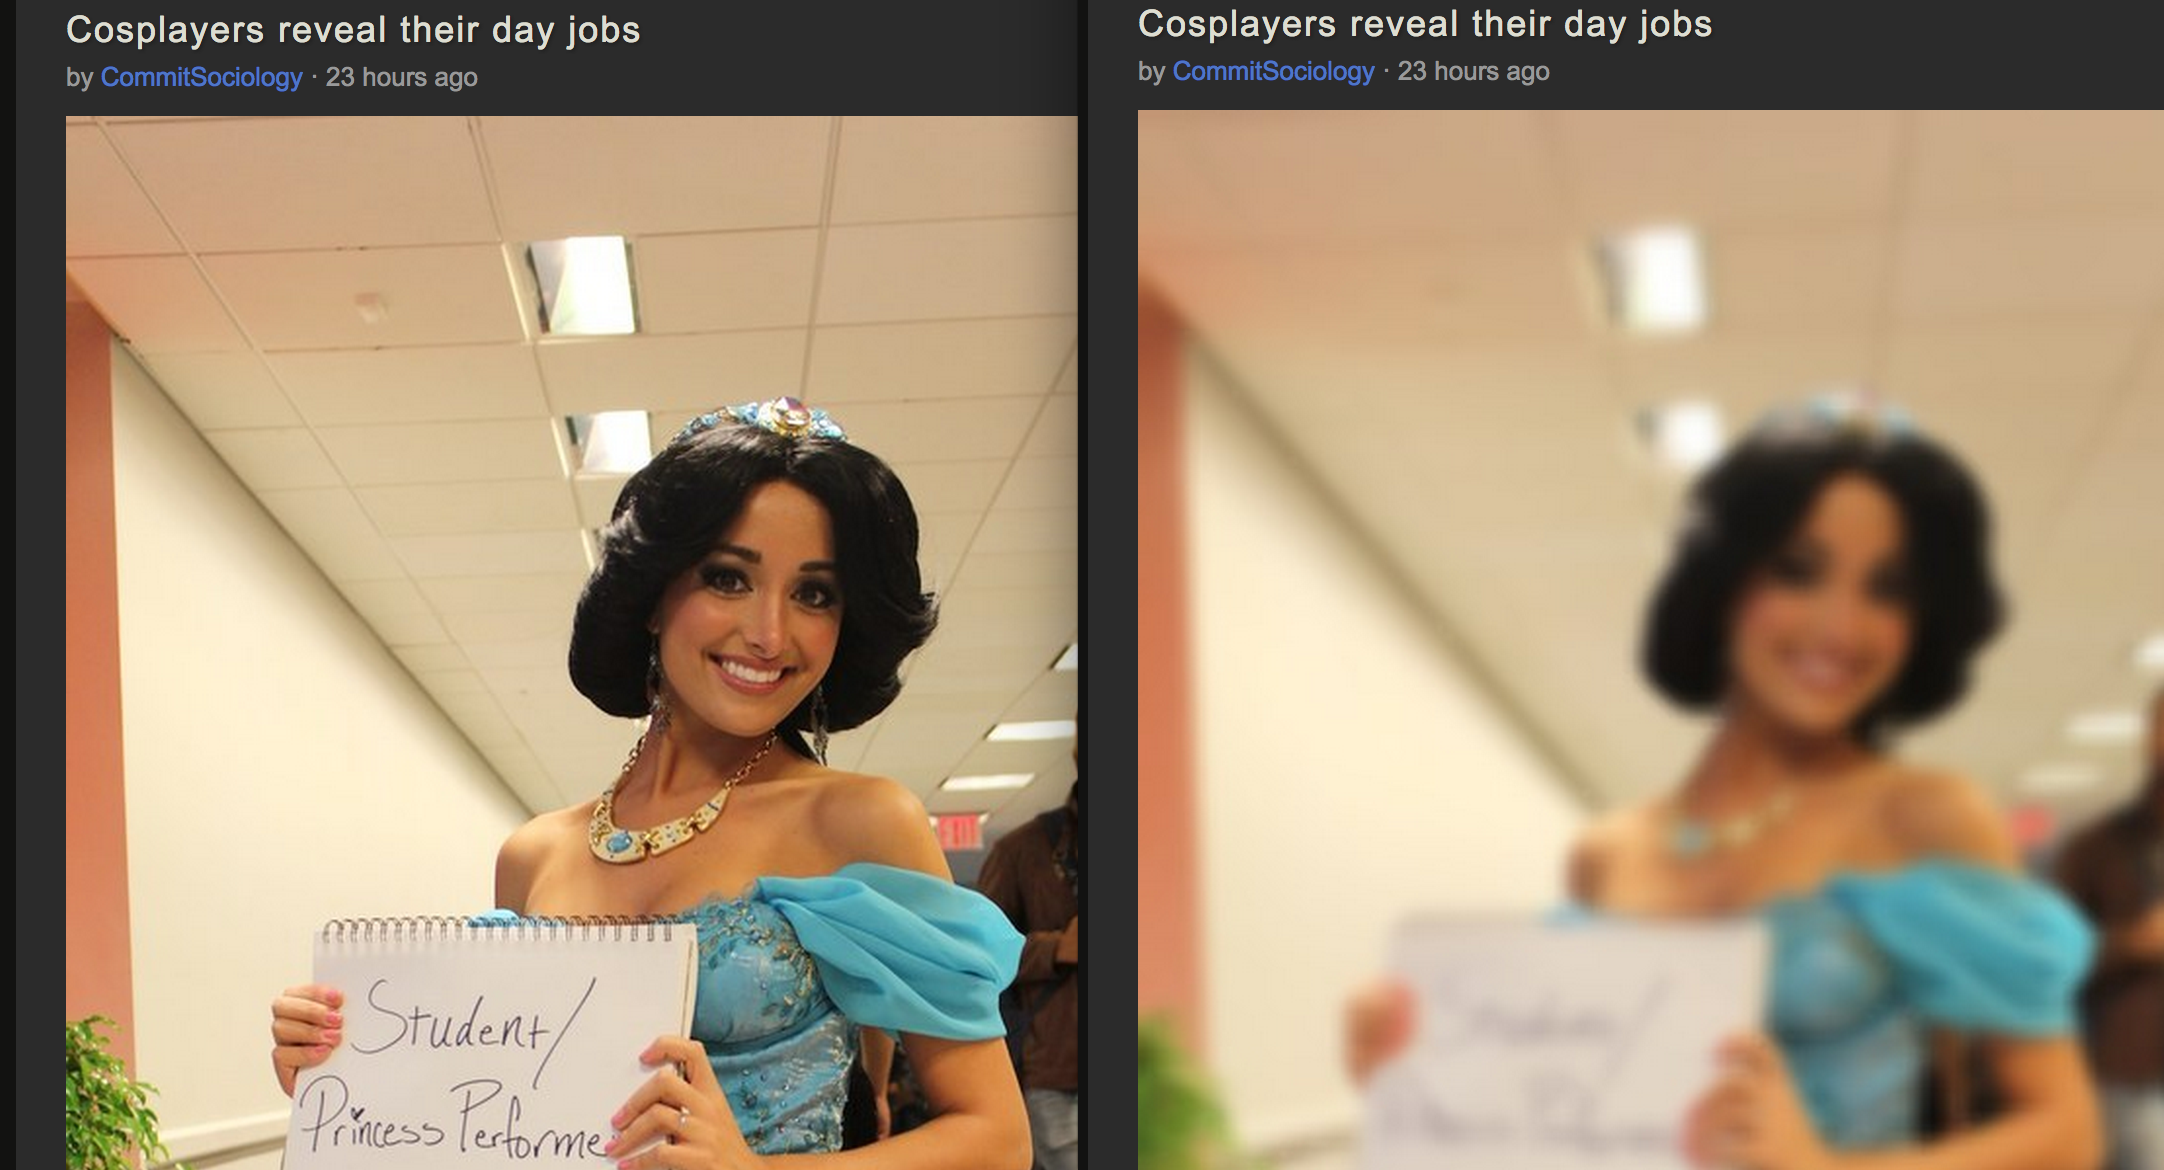 Cosplayers reveal their day jobs
by CommitSociology · 23 hours ago
EXIT
Student/
Princess Performe
Cosplayers reveal their day jobs
by CommitSociology · 23 hours ago